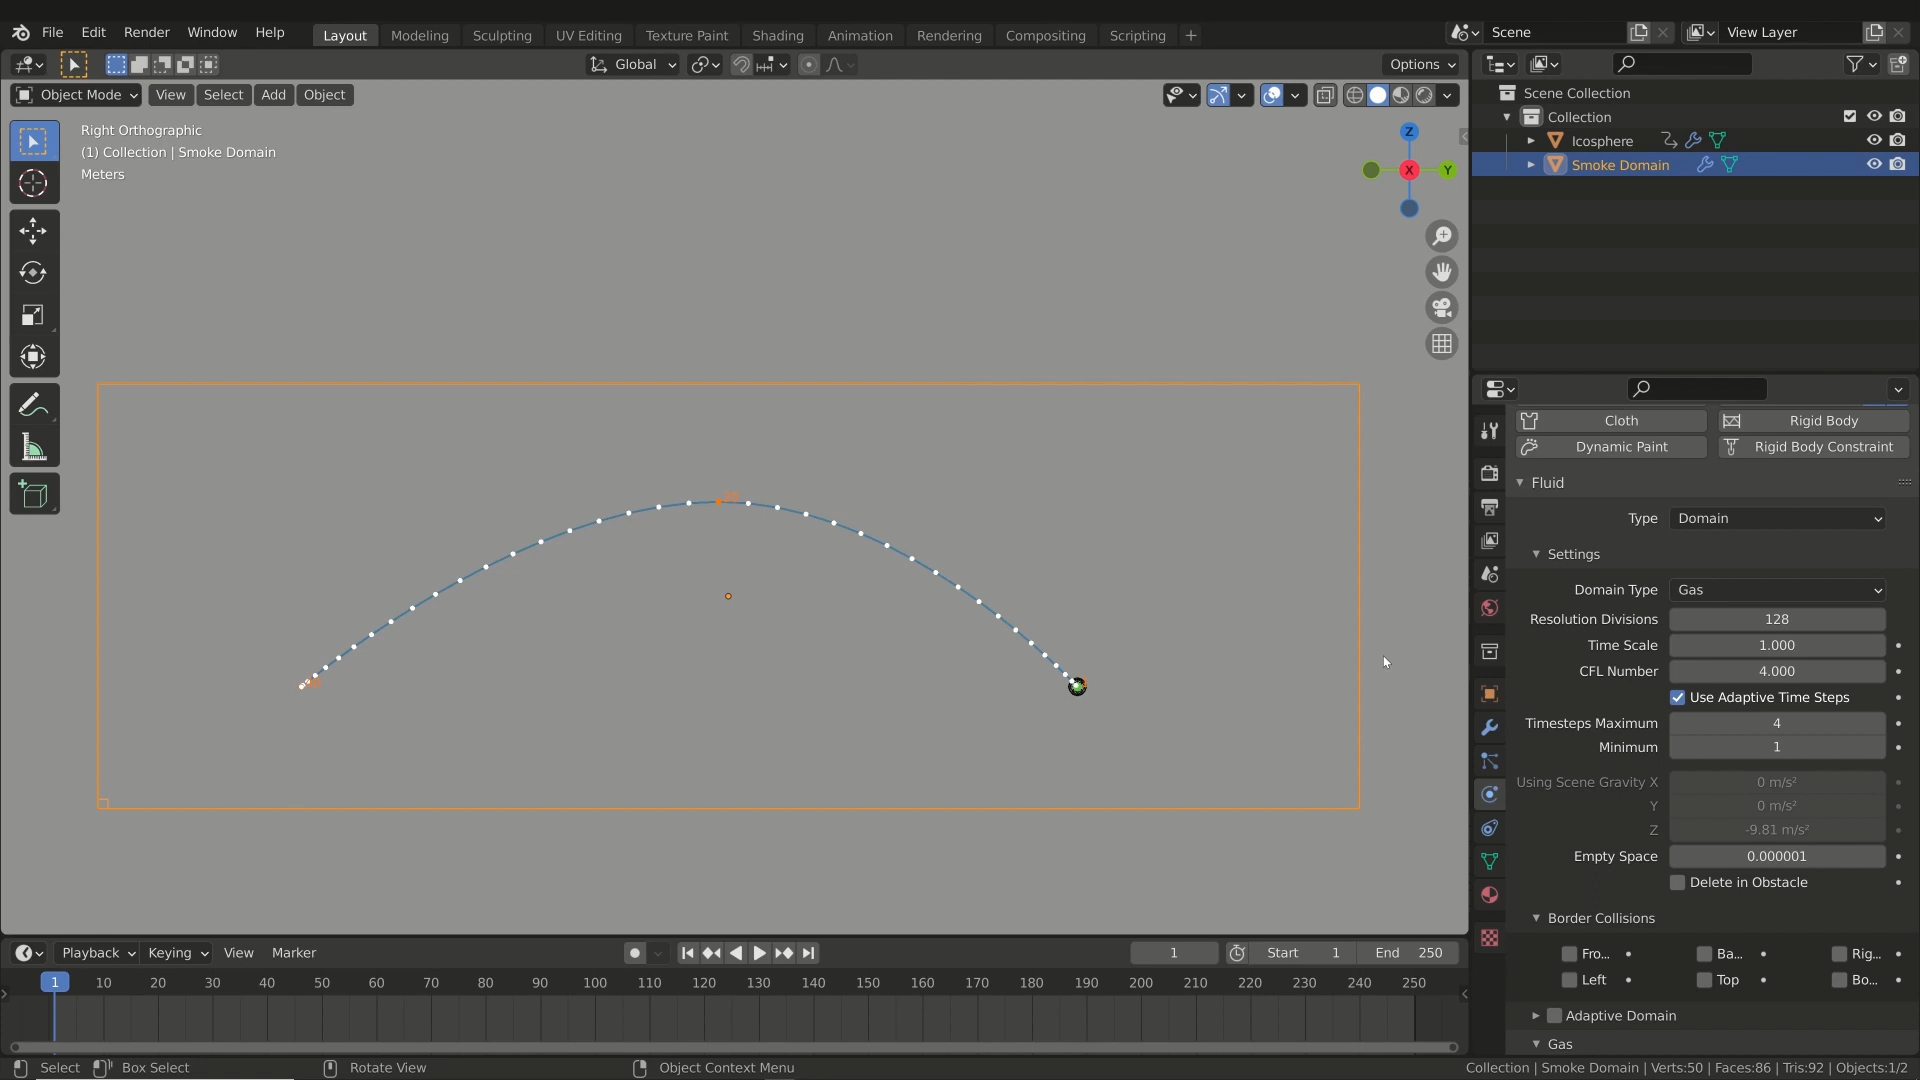 File Edit Render Window Help Layout Modeling Sculpting UV Editing Texture Paint Shading Animation Rendering Compositing Scripting + Scene View Layer
Global Options
Object Mode View Select Add Object
Right Orthographic
(1) Collection | Smoke Domain
Meters
Z
X
Y
Scene Collection
Collection
Icosphere
Smoke Domain
Cloth Rigid Body
Dynamic Paint Rigid Body Constraint
Fluid
Type Domain
Settings
Domain Type Gas
Resolution Divisions 128
Time Scale 1.000
CFL Number 4.000
Use Adaptive Time Steps
Timesteps Maximum 4
Minimum 1
Using Scene Gravity X 0 m/s²
Y 0 m/s²
Z -9.81 m/s²
Empty Space 0.000001
Delete in Obstacle
Border Collisions
Fro... Ba... Rig...
Left Top Bo...
Adaptive Domain
Gas
Playback Keying View Marker 1 Start 1 End 250
1 10 20 30 40 50 60 70 80 90 100 110 120 130 140 150 160 170 180 190 200 210 220 230 240 250
Select Box Select Rotate View Object Context Menu Collection | Smoke Domain | Verts:50 | Faces:86 | Tris:92 | Objects:1/2